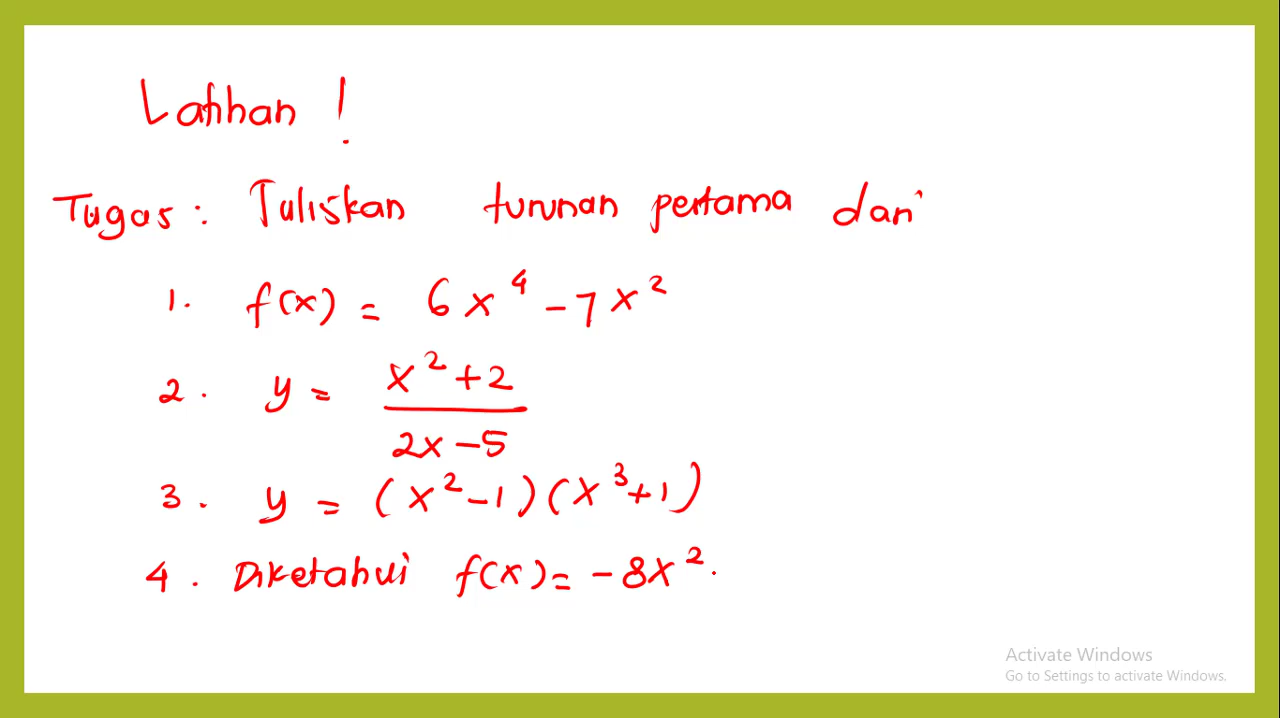 Latihan !
Tugas : Tuliskan turunan pertama dari
1. f(x) = 6x⁴ - 7x²
2. y = (x² + 2)/(2x - 5)
3. y = (x² - 1)(x³ + 1)
4. Diketahui f(x) = -8x².
Activate Windows
Go to Settings to activate Windows.